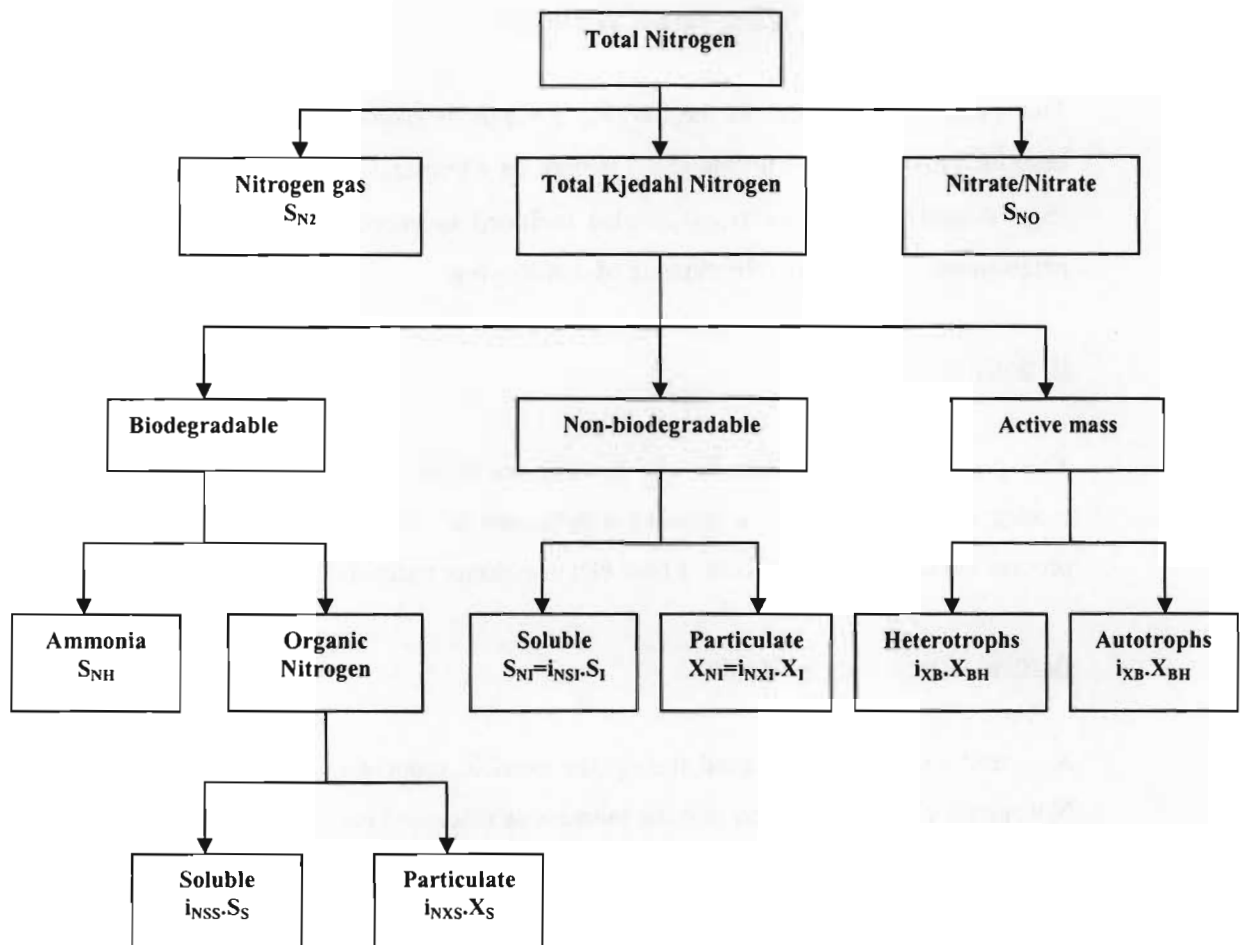 Total Nitrogen
Nitrogen gas
S_N2
Total Kjedahl Nitrogen
Nitrate/Nitrate
S_NO
Biodegradable
Non-biodegradable
Active mass
Ammonia
S_NH
Organic
Nitrogen
Soluble
S_NI=i_NSI.S_I
Particulate
X_NI=i_NXI.X_I
Heterotrophs
i_XB.X_BH
Autotrophs
i_XB.X_BH
Soluble
i_NSS.S_S
Particulate
i_NXS.X_S